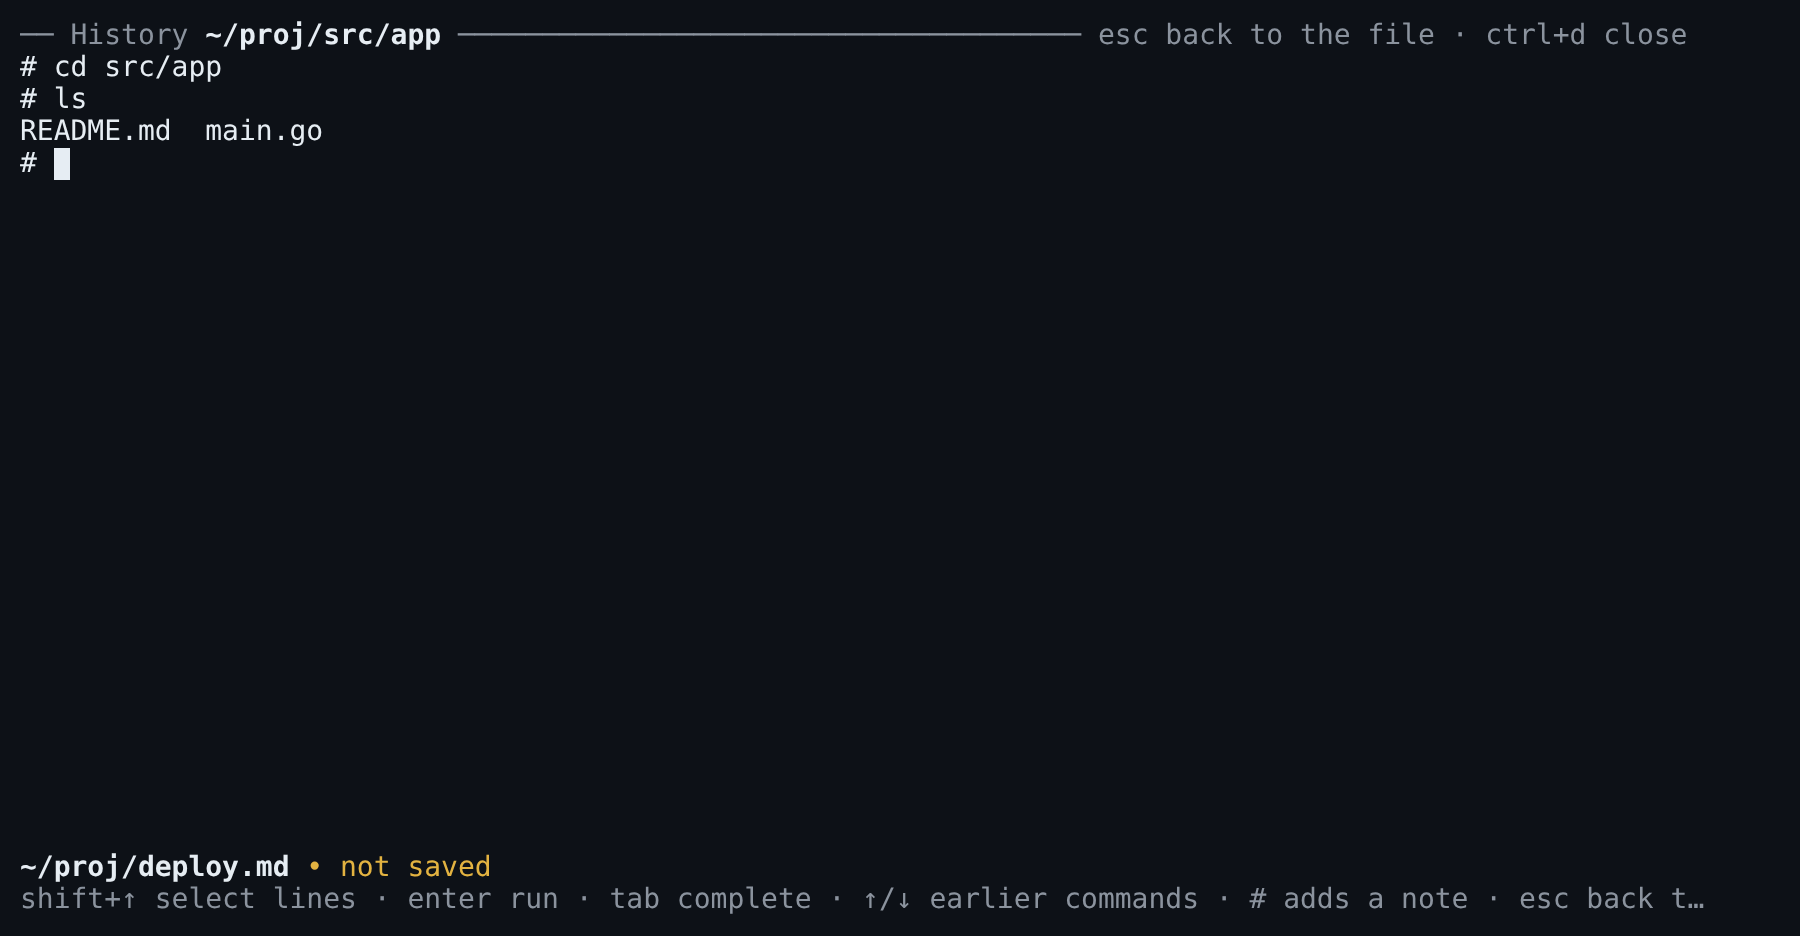 ── History ~/proj/src/app ───────────────────────────────────── esc back to the file · ctrl+d close
# cd src/app
# ls
README.md  main.go
#
~/proj/deploy.md • not saved
shift+↑ select lines · enter run · tab complete · ↑/↓ earlier commands · # adds a note · esc back t…